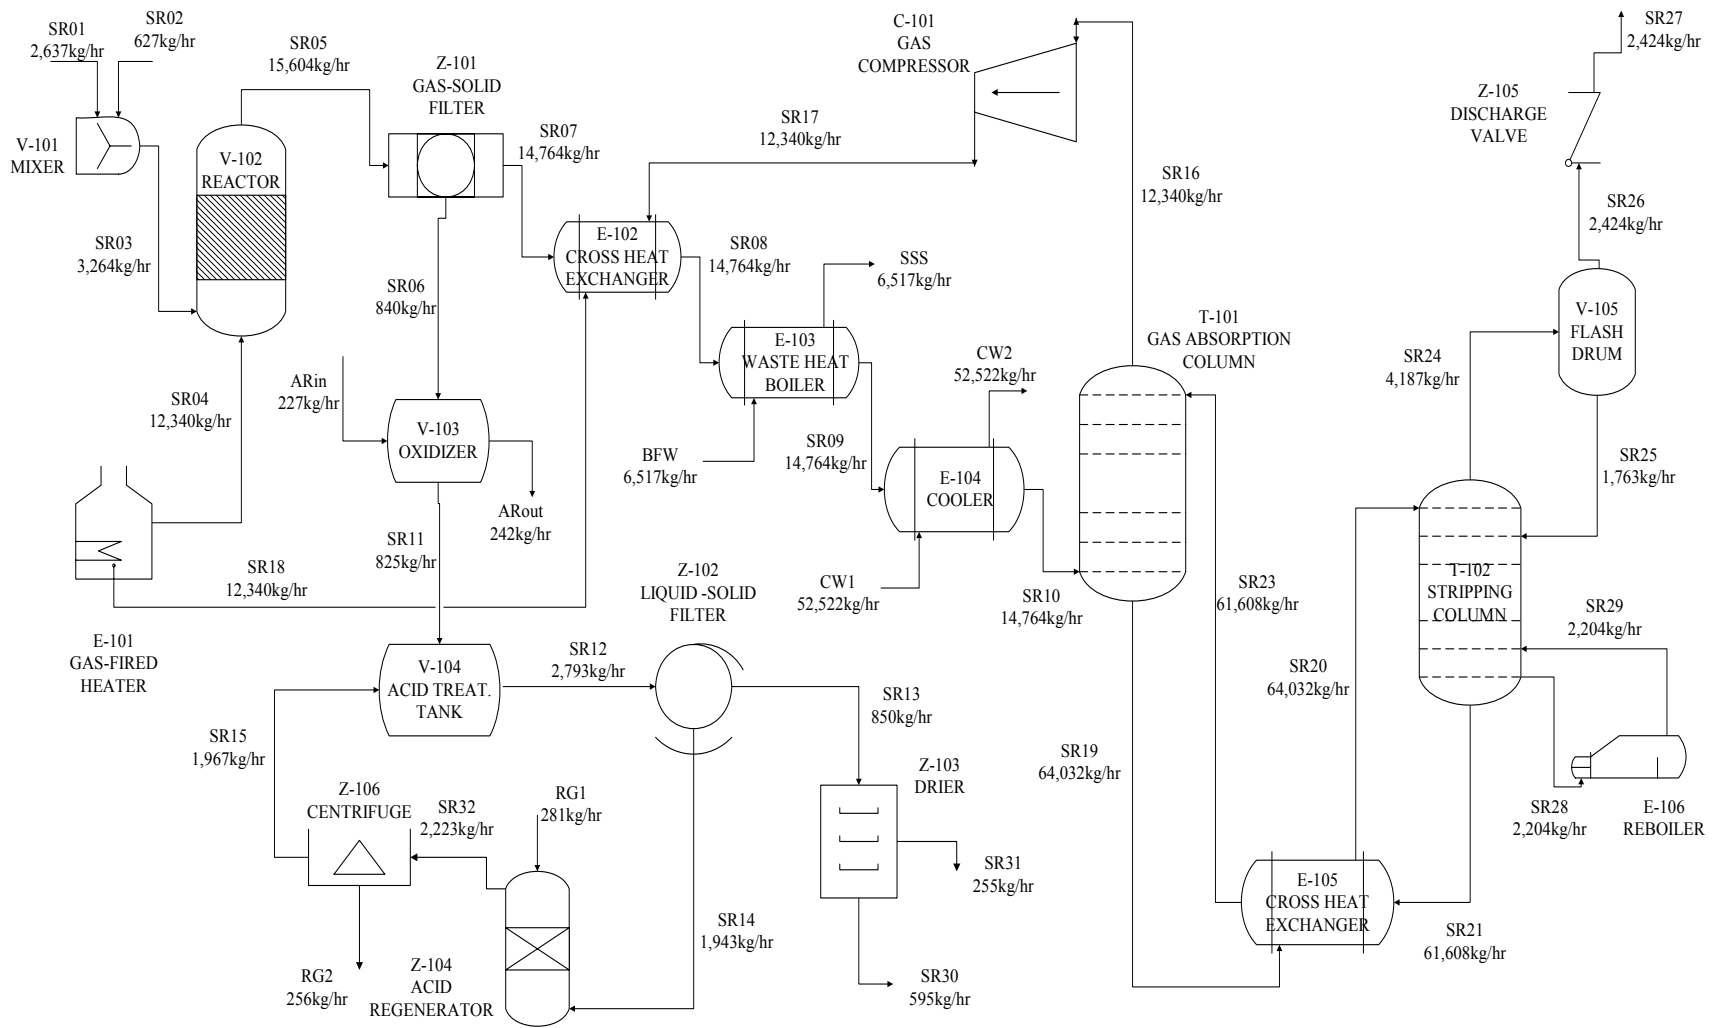 SR01
2,637kg/hr
SR02
627kg/hr
V-101
MIXER
SR03
3,264kg/hr
V-102
REACTOR
SR05
15,604kg/hr
Z-101
GAS-SOLID
FILTER
SR07
14,764kg/hr
SR04
12,340kg/hr
SR06
840kg/hr
ARin
227kg/hr
V-103
OXIDIZER
ARout
242kg/hr
SR11
825kg/hr
E-101
GAS-FIRED
HEATER
SR18
12,340kg/hr
C-101
GAS
COMPRESSOR
SR17
12,340kg/hr
SR16
12,340kg/hr
E-102
CROSS HEAT
EXCHANGER
SR08
14,764kg/hr
SSS
6,517kg/hr
E-103
WASTE HEAT
BOILER
BFW
6,517kg/hr
SR09
14,764kg/hr
CW2
52,522kg/hr
E-104
COOLER
CW1
52,522kg/hr
SR10
14,764kg/hr
T-101
GAS ABSORPTION
COLUMN
SR23
61,608kg/hr
SR19
64,032kg/hr
SR27
2,424kg/hr
Z-105
DISCHARGE
VALVE
SR26
2,424kg/hr
V-105
FLASH
DRUM
SR24
4,187kg/hr
SR25
1,763kg/hr
T-102
STRIPPING
COLUMN
SR29
2,204kg/hr
SR20
64,032kg/hr
SR28
2,204kg/hr
E-106
REBOILER
E-105
CROSS HEAT
EXCHANGER
SR21
61,608kg/hr
V-104
ACID TREAT.
TANK
SR12
2,793kg/hr
Z-102
LIQUID -SOLID
FILTER
SR13
850kg/hr
SR15
1,967kg/hr
Z-106
CENTRIFUGE
SR32
2,223kg/hr
RG1
281kg/hr
RG2
256kg/hr
Z-104
ACID
REGENERATOR
SR14
1,943kg/hr
Z-103
DRIER
SR31
255kg/hr
SR30
595kg/hr